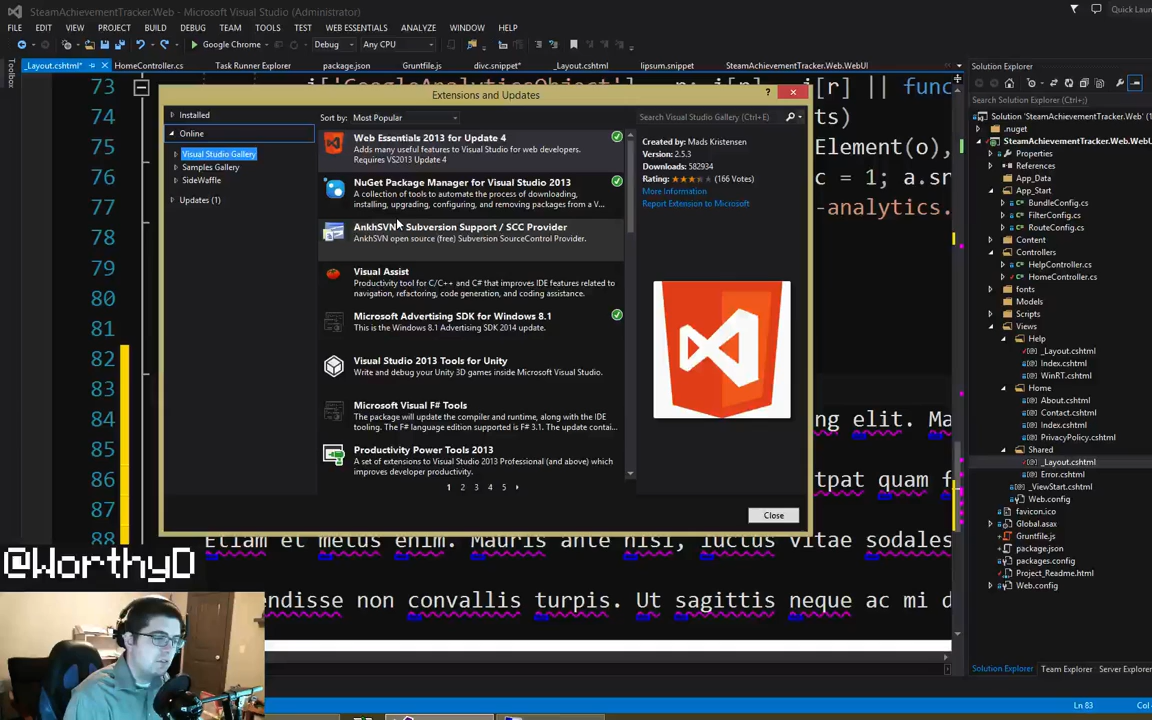 SteamAchievementTracker.Web - Microsoft Visual Studio (Administrator)
Quick Laun
FILE EDIT VIEW PROJECT BUILD DEBUG TEAM TOOLS TEST WEB ESSENTIALS ANALYZE WINDOW HELP
Google Chrome Debug Any CPU
_Layout.cshtml* HomeController.cs Task Runner Explorer package.json Gruntfile.js divc.snippet* _Layout.cshtml lipsum.snippet SteamAchievementTracker.Web.WebUI
Toolbox
73
i['GoogleAnalyticsObject'] i[r] || func
Extensions and Updates
Installed
Online
Visual Studio Gallery
Samples Gallery
SideWaffle
Updates (1)
Sort by: Most Popular
Web Essentials 2013 for Update 4
Adds many useful features to Visual Studio for web developers.
Requires VS2013 Update 4
NuGet Package Manager for Visual Studio 2013
A collection of tools to automate the process of downloading,
installing, upgrading, configuring, and removing packages from a V...
AnkhSVN - Subversion Support / SCC Provider
AnkhSVN open source (free) Subversion SourceControl Provider.
Visual Assist
Productivity tool for C/C++ and C# that improves IDE features related to
navigation, refactoring, code generation, and coding assistance.
Microsoft Advertising SDK for Windows 8.1
This is the Windows 8.1 Advertising SDK 2014 update.
Visual Studio 2013 Tools for Unity
Write and debug your Unity 3D games inside Microsoft Visual Studio.
Microsoft Visual F# Tools
The package will update the compiler and runtime, along with the IDE
tooling, to F# 3.1.2. The F# language edition supported is F# 3.1. The update contai...
Productivity Power Tools 2013
A set of extensions to Visual Studio 2013 Professional (and above) which
improves developer productivity.
1 2 3 4 5
Search Visual Studio Gallery (Ctrl+E)
Created by: Mads Kristensen
Version: 2.5.3
Downloads: 582934
Rating: (166 Votes)
More Information
Report Extension to Microsoft
Close
74
s)
75
Element(o),
76
c = 1; a.sr
77
-analytics.
78
79
80
81
82
83
84
ng elit. Ma
85
86
tpat quam f
87
88
Etiam et metus enim. Mauris ante nisl, luctus vitae sodales
endisse non convallis turpis. Ut sagittis neque ac mi d
@WorthyD
Solution Explorer
Search Solution Explorer (Ctrl+;)
Solution 'SteamAchievementTracker.Web'
.nuget
SteamAchievementTracker.Web.WebU
Properties
References
App_Data
App_Start
BundleConfig.cs
FilterConfig.cs
RouteConfig.cs
Content
Controllers
HelpController.cs
HomeController.cs
fonts
Models
Scripts
Views
Help
_Layout.cshtml
Index.cshtml
WinRT.cshtml
Home
About.cshtml
Contact.cshtml
Index.cshtml
PrivacyPolicy.cshtml
Shared
_Layout.cshtml
Error.cshtml
_ViewStart.cshtml
Web.config
favicon.ico
Global.asax
Gruntfile.js
package.json
packages.config
Project_Readme.html
Web.config
Solution Explorer Team Explorer Server Explorer
Ln 83
Col